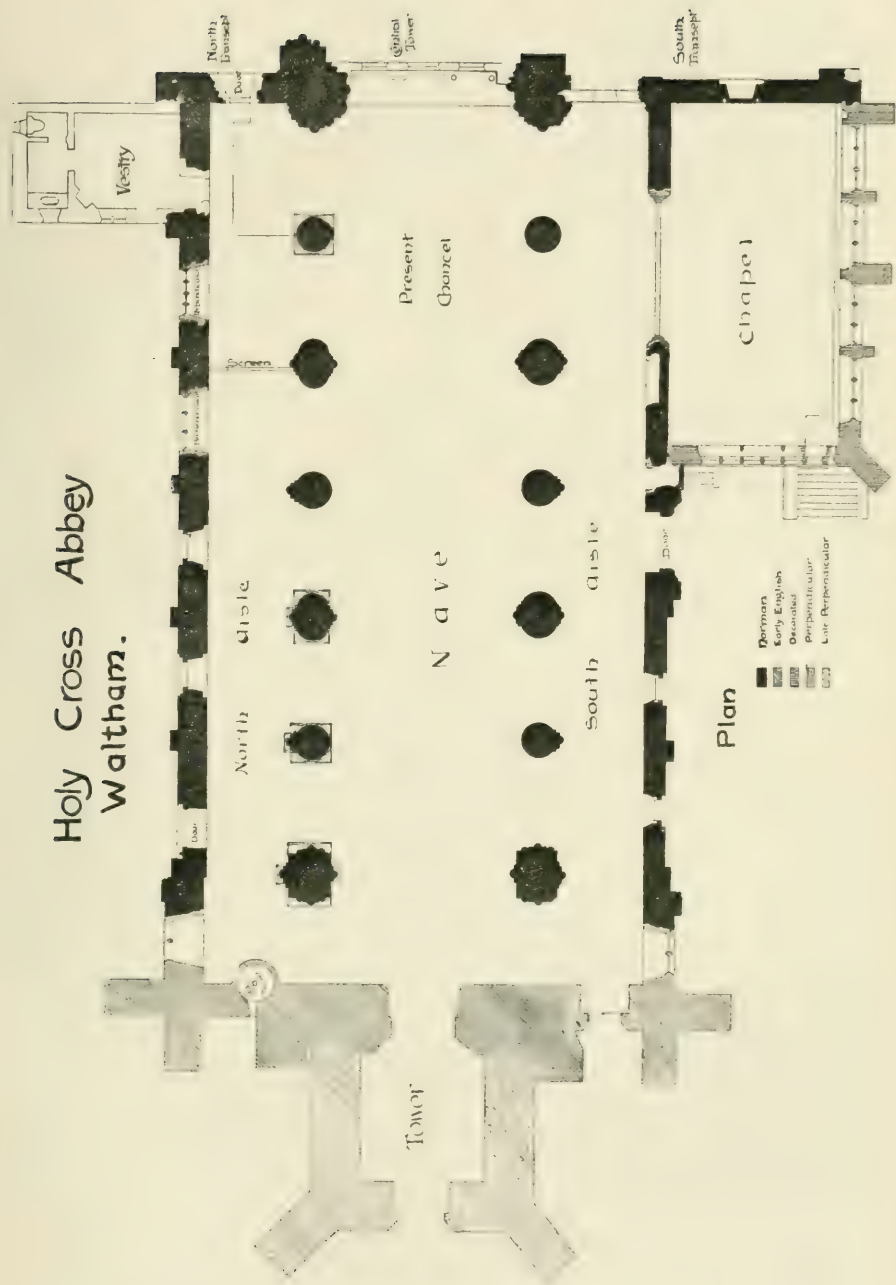 Holy Cross Abbey
Waltham.
North
Transept
Central
Tower
South
Transept
Door
Vestry
Present
Chancel
Screen
Chapel
North aisle
Nave
South aisle
Door
Door
Tower
Plan
Norman
Early English
Decorated
Perpendicular
Late Perpendicular